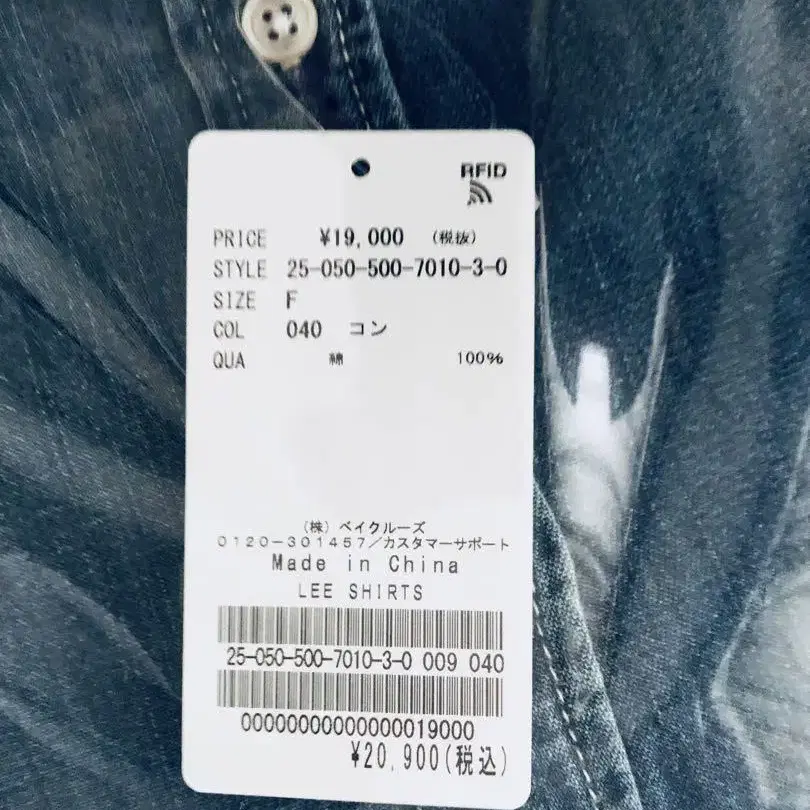 RFID
PRICE ¥19,000 (税抜)
STYLE 25-050-500-7010-3-0
SIZE F
COL 040 コン
QUA 綿 100%
(株) ベイクルーズ
0120-301457/カスタマーサポート
Made in China
LEE SHIRTS
25-050-500-7010-3-0 009 040
00000000000000019000
¥20,900(税込)